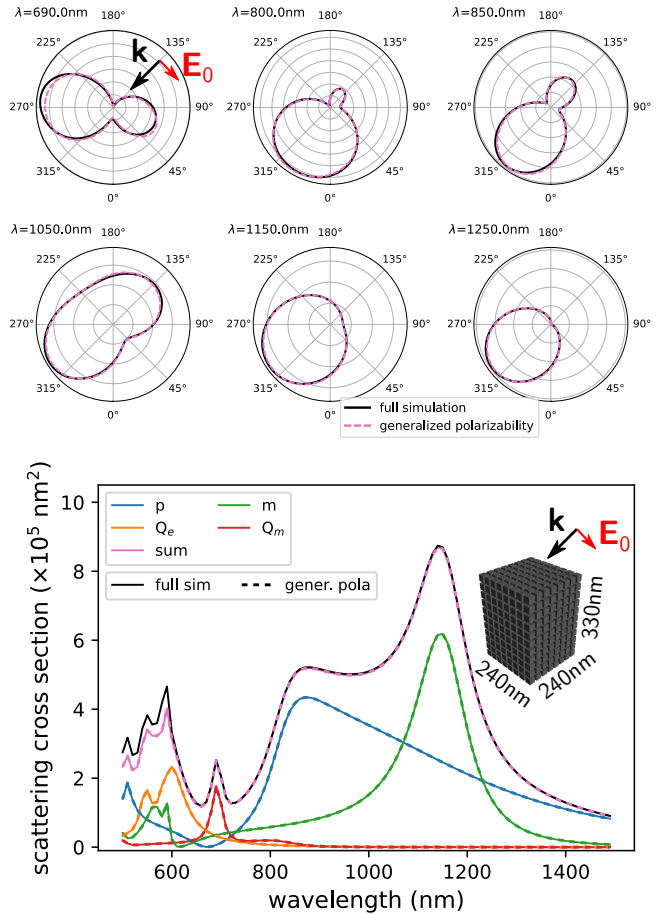 λ=690.0nm
180°
225°
135°
k
E₀
270°
90°
315°
45°
0°
λ=800.0nm
180°
225°
135°
270°
90°
315°
45°
0°
λ=850.0nm
180°
225°
135°
270°
90°
315°
45°
0°
λ=1050.0nm
180°
225°
135°
270°
90°
315°
45°
0°
λ=1150.0nm
180°
225°
135°
270°
90°
315°
45°
0°
λ=1250.0nm
180°
225°
135°
270°
90°
315°
45°
0°
full simulation
generalized polarizability
scattering cross section (×10⁵ nm²)
10
8
6
4
2
0
p
m
Qₑ
Qₘ
sum
full sim
gener. pola
k
E₀
330nm
240nm
240nm
600
800
1000
1200
1400
wavelength (nm)